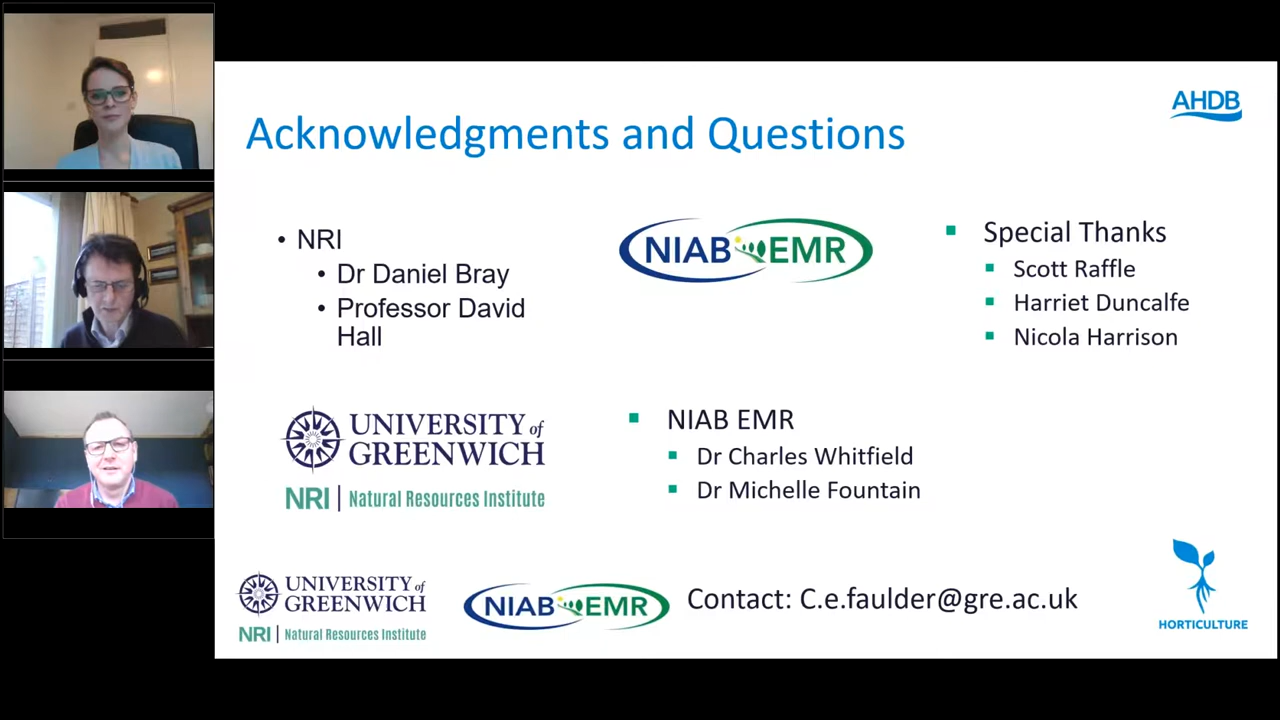 Acknowledgments and Questions
AHDB
• NRI
• Dr Daniel Bray
• Professor David
Hall
NIAB EMR
▪ Special Thanks
▪ Scott Raffle
▪ Harriet Duncalfe
▪ Nicola Harrison
UNIVERSITY of
GREENWICH
NRI | Natural Resources Institute
▪ NIAB EMR
▪ Dr Charles Whitfield
▪ Dr Michelle Fountain
UNIVERSITY of
GREENWICH
NRI | Natural Resources Institute
NIAB EMR
Contact: C.e.faulder@gre.ac.uk
HORTICULTURE